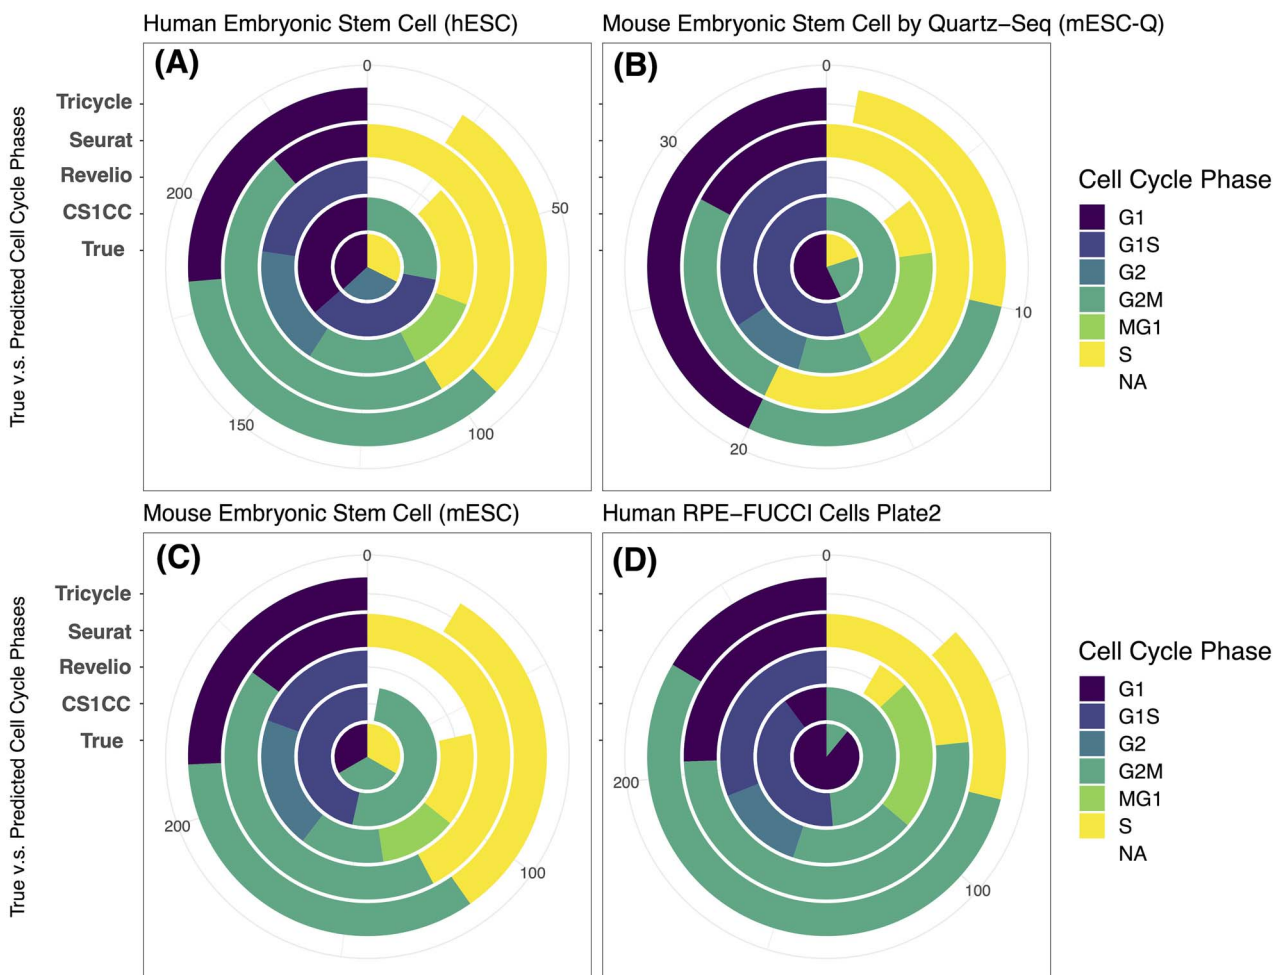 Human Embryonic Stem Cell (hESC)
Mouse Embryonic Stem Cell by Quartz−Seq (mESC-Q)
True v.s. Predicted Cell Cycle Phases
Tricycle
Seurat
Revelio
CS1CC
True
(A)
0
50
100
150
200
(B)
0
10
20
30
Cell Cycle Phase
G1
G1S
G2
G2M
MG1
S
NA
Mouse Embryonic Stem Cell (mESC)
Human RPE−FUCCI Cells Plate2
True v.s. Predicted Cell Cycle Phases
Tricycle
Seurat
Revelio
CS1CC
True
(C)
0
100
200
(D)
0
100
200
Cell Cycle Phase
G1
G1S
G2
G2M
MG1
S
NA